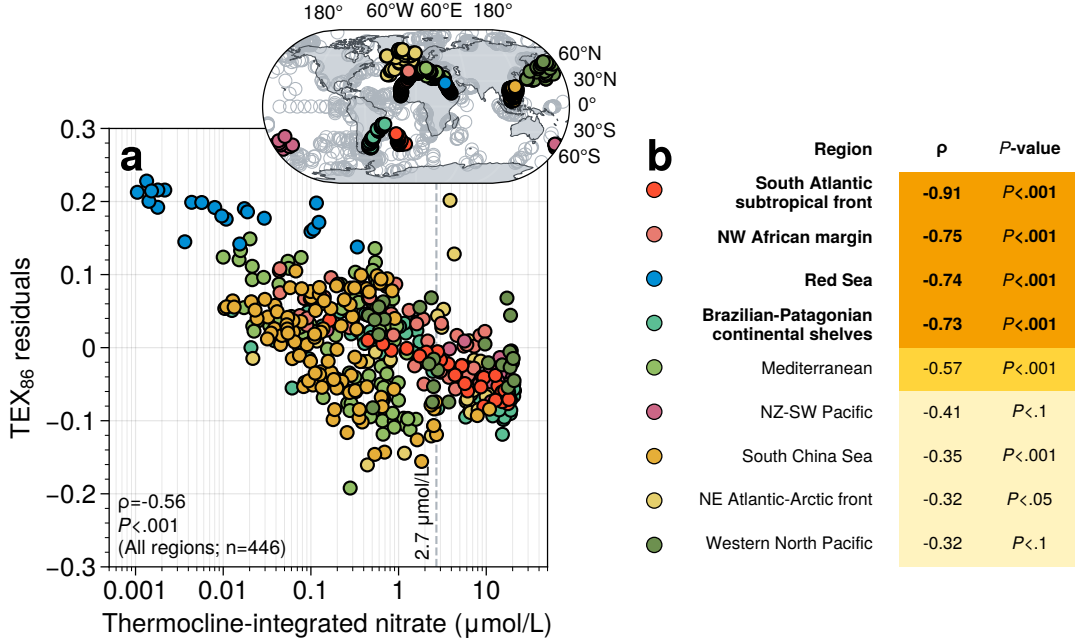 180° 60°W 60°E 180°
60°N
30°N
0°
30°S
60°S
a
0.3
0.2
0.1
0
−0.1
−0.2
−0.3
TEX86 residuals
ρ=-0.56
P<.001
(All regions; n=446)
2.7 μmol/L
0.001 0.01 0.1 1 10
Thermocline-integrated nitrate (μmol/L)
b
Region ρ P-value
South Atlantic
subtropical front -0.91 P<.001
NW African margin -0.75 P<.001
Red Sea -0.74 P<.001
Brazilian-Patagonian
continental shelves -0.73 P<.001
Mediterranean -0.57 P<.001
NZ-SW Pacific -0.41 P<.1
South China Sea -0.35 P<.001
NE Atlantic-Arctic front -0.32 P<.05
Western North Pacific -0.32 P<.1